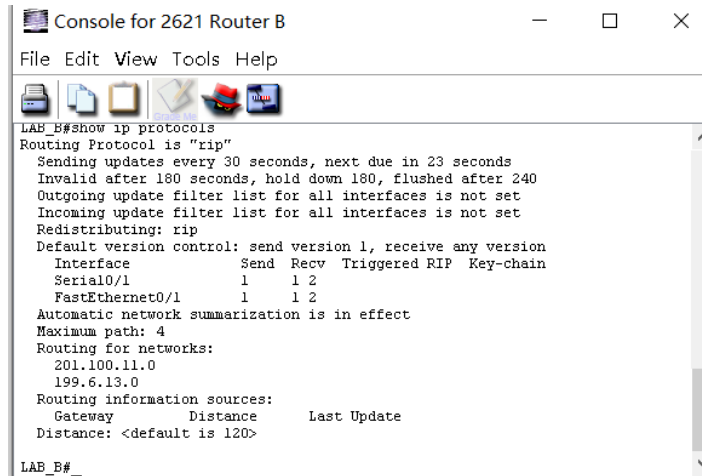 Console for 2621 Router B
File Edit View Tools Help
Grade Me
LAB_B#show ip protocols
Routing Protocol is "rip"
Sending updates every 30 seconds, next due in 23 seconds
Invalid after 180 seconds, hold down 180, flushed after 240
Outgoing update filter list for all interfaces is not set
Incoming update filter list for all interfaces is not set
Redistributing: rip
Default version control: send version 1, receive any version
Interface Send Recv Triggered RIP Key-chain
Serial0/1 1 1 2
FastEthernet0/1 1 1 2
Automatic network summarization is in effect
Maximum path: 4
Routing for networks:
201.100.11.0
199.6.13.0
Routing information sources:
Gateway Distance Last Update
Distance: <default is 120>
LAB_B#_